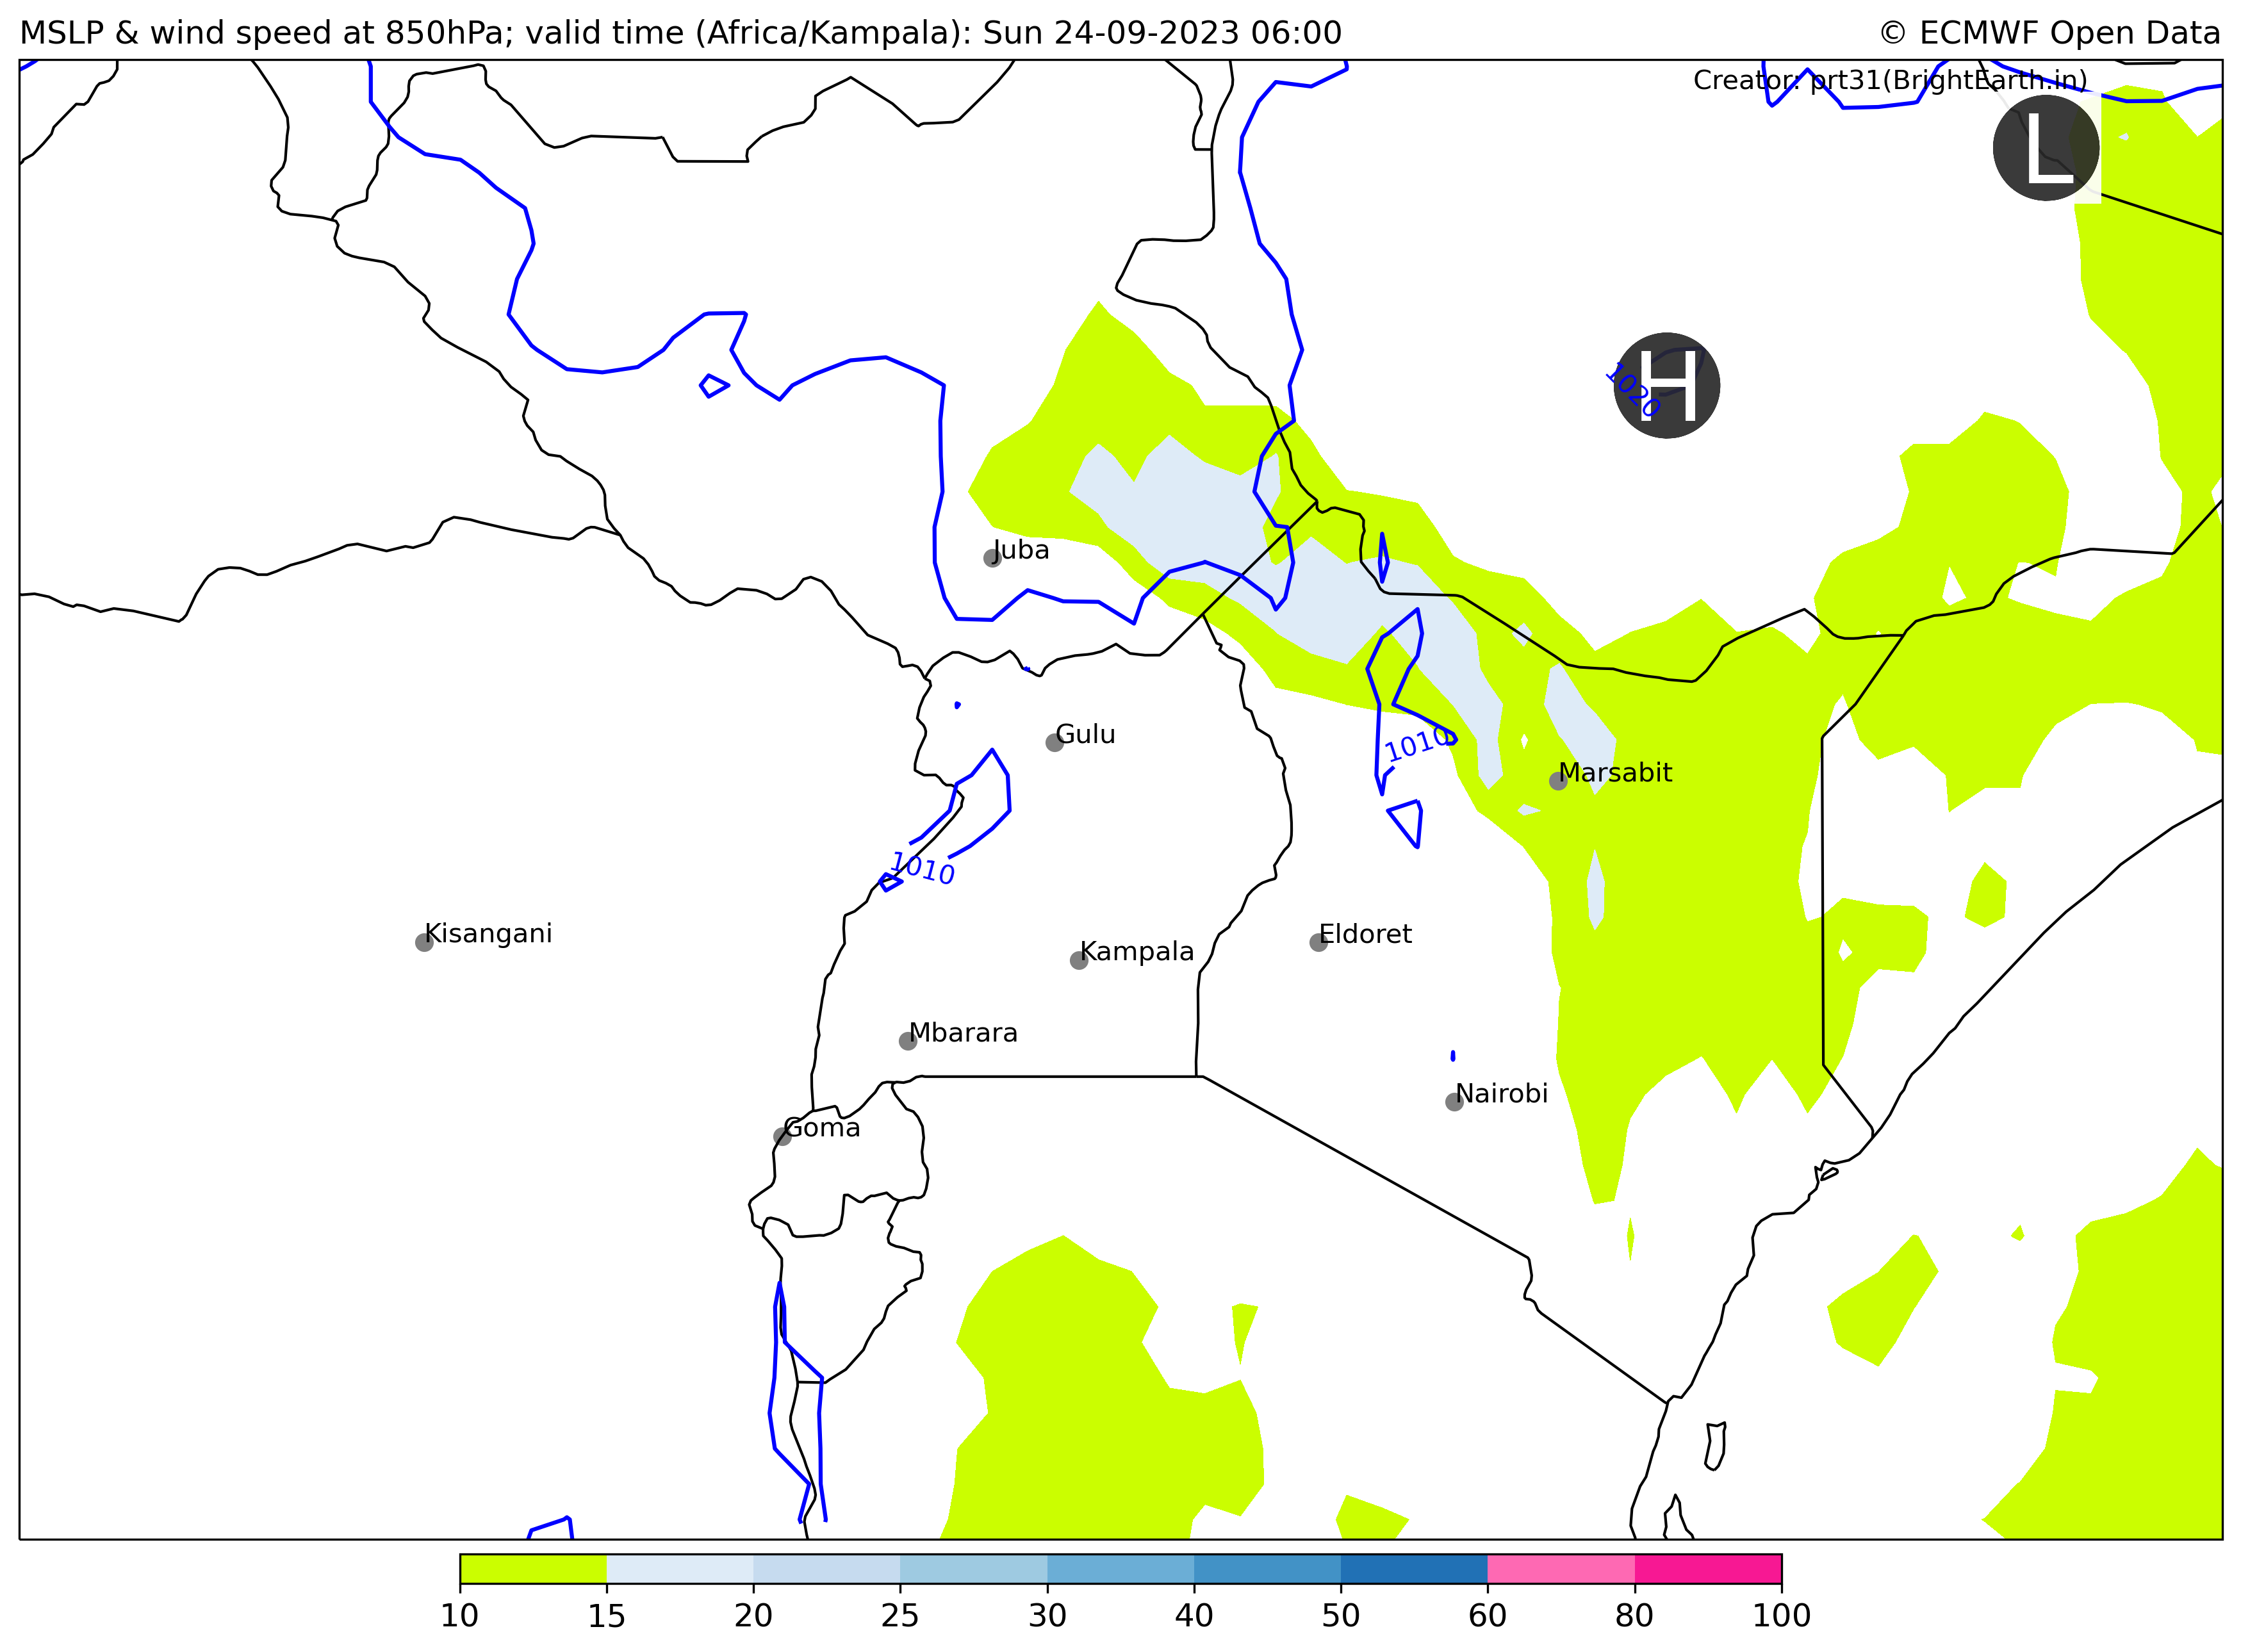 MSLP & wind speed at 850hPa; valid time (Africa/Kampala): Sun 24-09-2023 06:00
© ECMWF Open Data
Creator: prt31(BrightEarth.in)
L
H
1020
Juba
Gulu
1010
Marsabit
1010
Kisangani
Eldoret
Kampala
Mbarara
Nairobi
Goma
10 15 20 25 30 40 50 60 80 100